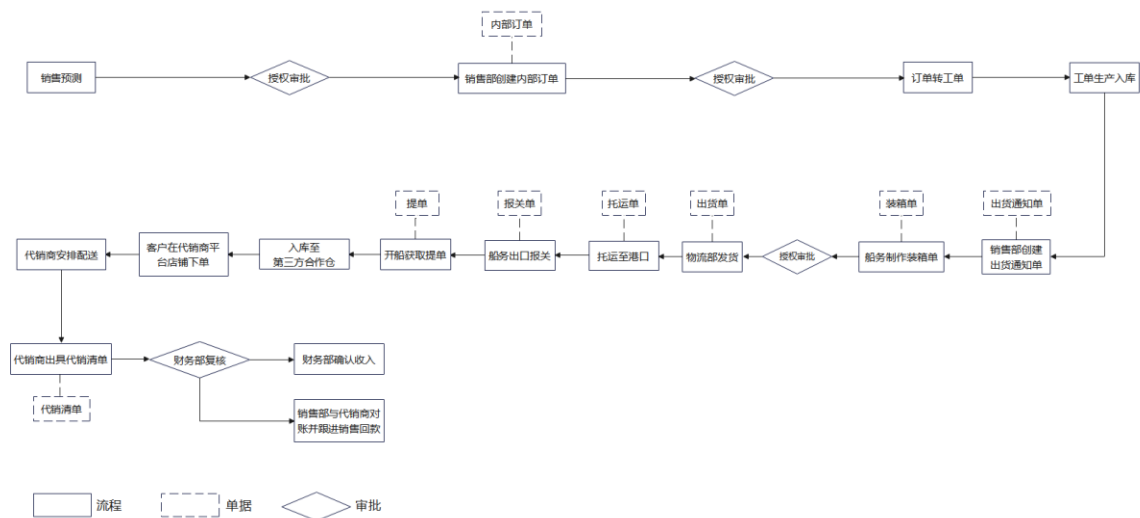 内部订单
销售预测
授权审批
销售部创建内部订单
授权审批
订单转工单
工单生产入库
提单
报关单
托运单
出货单
装箱单
出货通知单
代销商安排配送
客户在代销商平
台店铺下单
入库至
第三方合作仓
开船获取提单
船务出口报关
托运至港口
物流部发货
授权审批
船务制作装箱单
销售部创建
出货通知单
代销商出具代销清单
财务部复核
财务部确认收入
代销清单
销售部与代销商对
账并跟进销售回款
流程
单据
审批